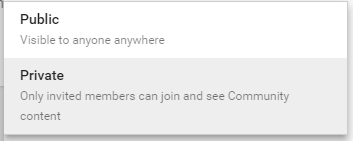 Public
Visible to anyone anywhere
Private
Only invited members can join and see Community
content